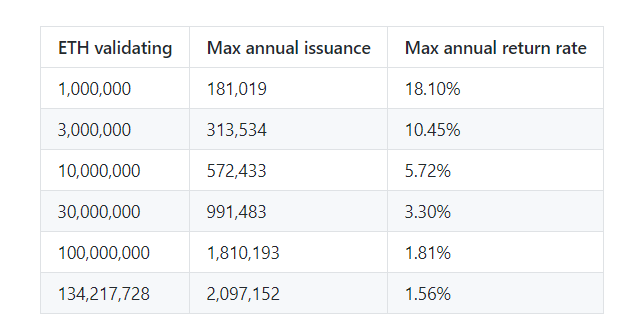 ETH validating Max annual issuance Max annual return rate
1,000,000 181,019 18.10%
3,000,000 313,534 10.45%
10,000,000 572,433 5.72%
30,000,000 991,483 3.30%
100,000,000 1,810,193 1.81%
134,217,728 2,097,152 1.56%